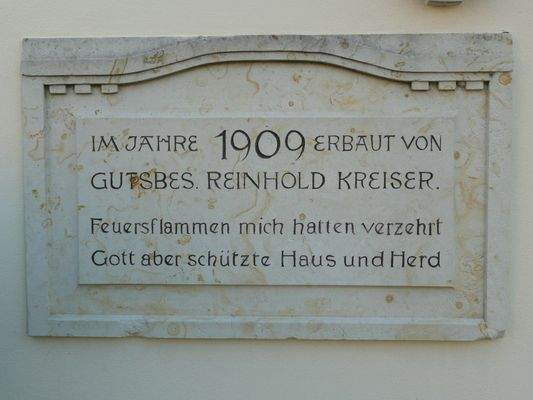 IM JAHRE 1909 ERBAUT VON
GUTSBES. REINHOLD KREISER.
Feuersflammen mich hatten verzehrt
Gott aber schützte Haus und Herd